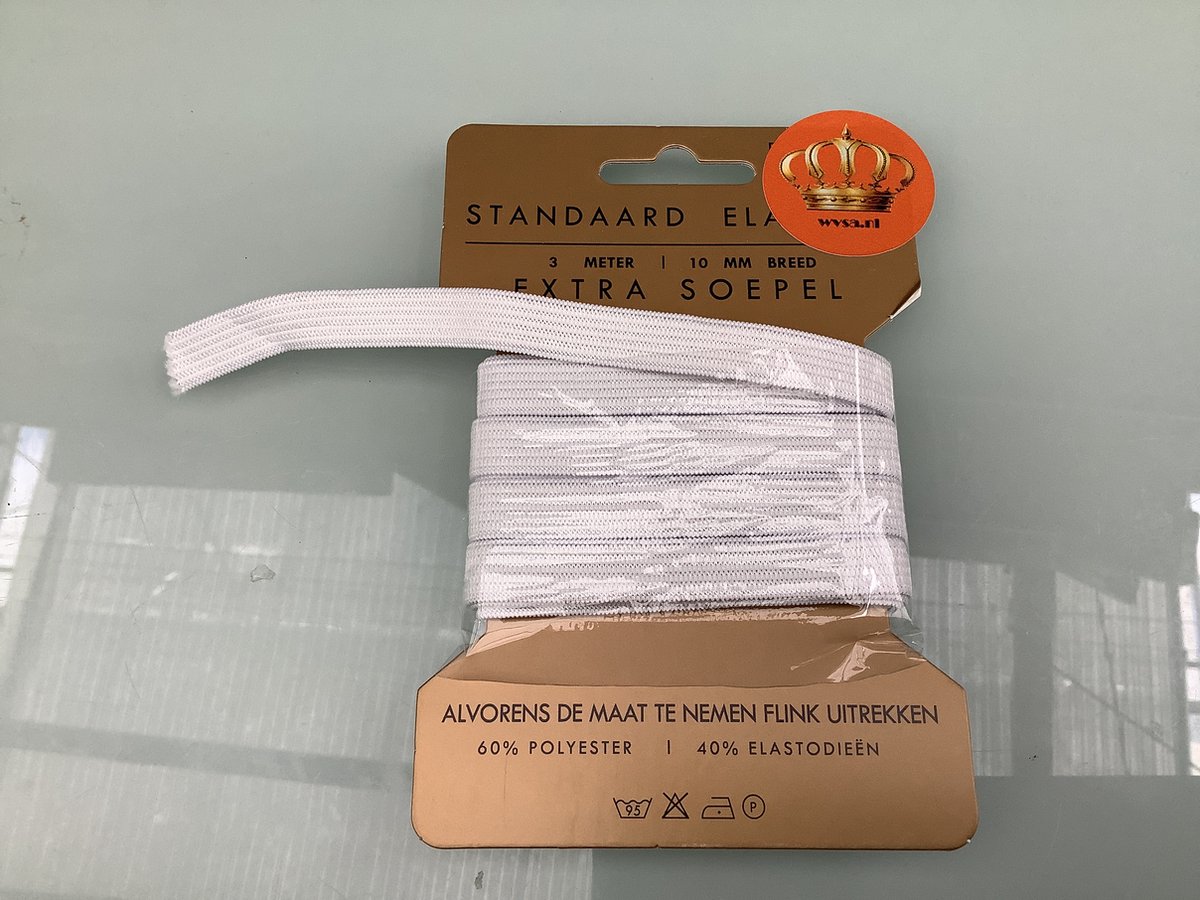 STANDAARD ELA
wvsa.nl
3 METER | 10 MM BREED
EXTRA SOEPEL
ALVORENS DE MAAT TE NEMEN FLINK UITREKKEN
60% POLYESTER | 40% ELASTODIEËN
95 P